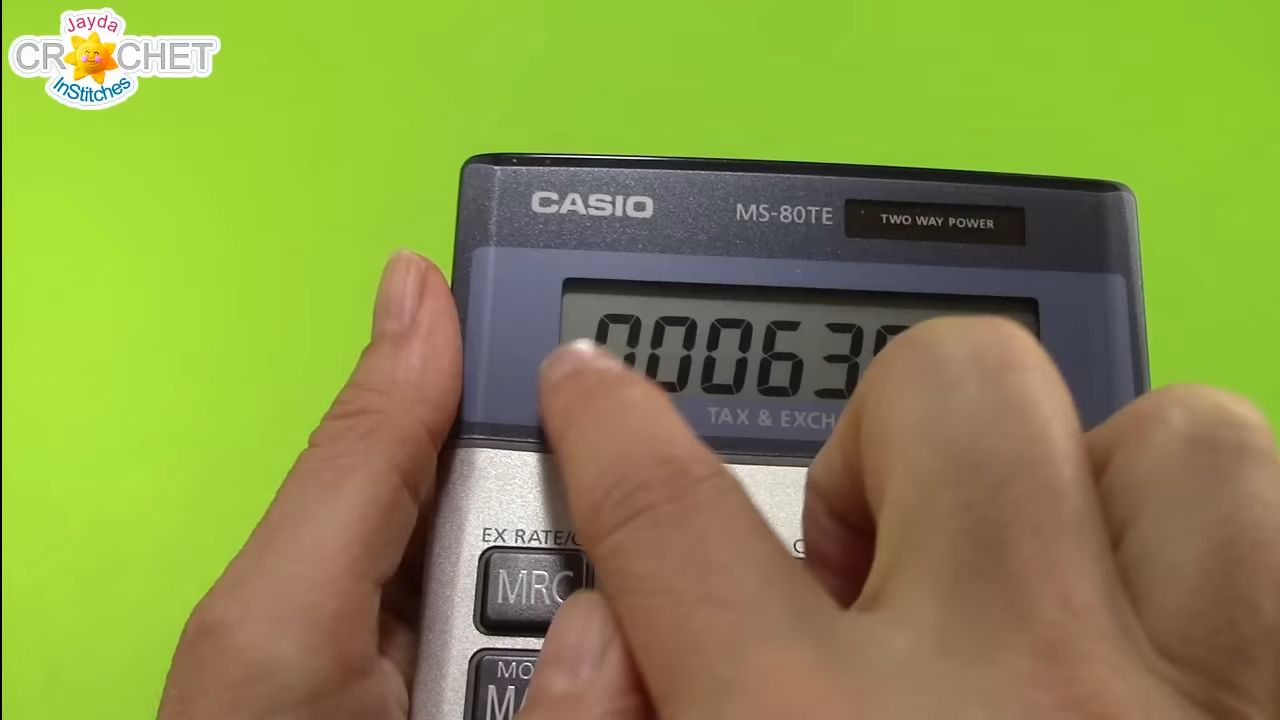 Jayda
CROCHET
InStitches
CASIO
MS-80TE
TWO WAY POWER
00063
TAX & EXCH
EX RATE/
MRC